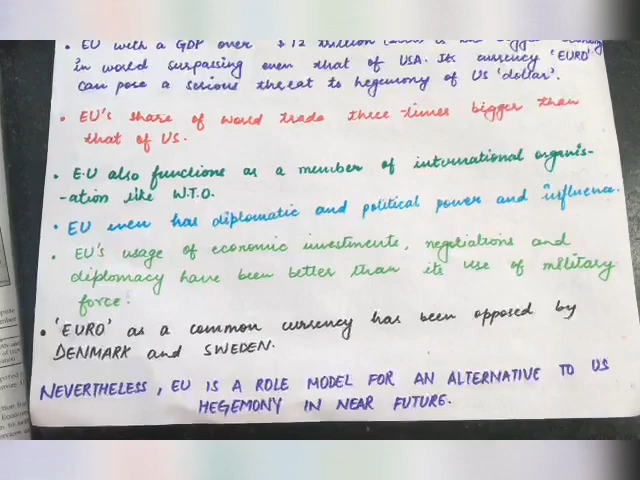 • EU with a GDP over $12 trillion is
in world surpassing even that of USA. Its currency 'EURO'
can pose a serious threat to hegemony of US 'dollar'.
• EU's share of world trade three-times bigger than
that of US.
• E.U also functions as a member of international organis-
-ation like W.T.O.
• EU even has diplomatic and political power and influence.
• EU's usage of economic investments, negotiations and
diplomacy have been better than its use of military
force.
• 'EURO' as a common currency has been opposed by
DENMARK and SWEDEN.
NEVERTHELESS, EU IS A ROLE MODEL FOR AN ALTERNATIVE TO US
HEGEMONY IN NEAR FUTURE.